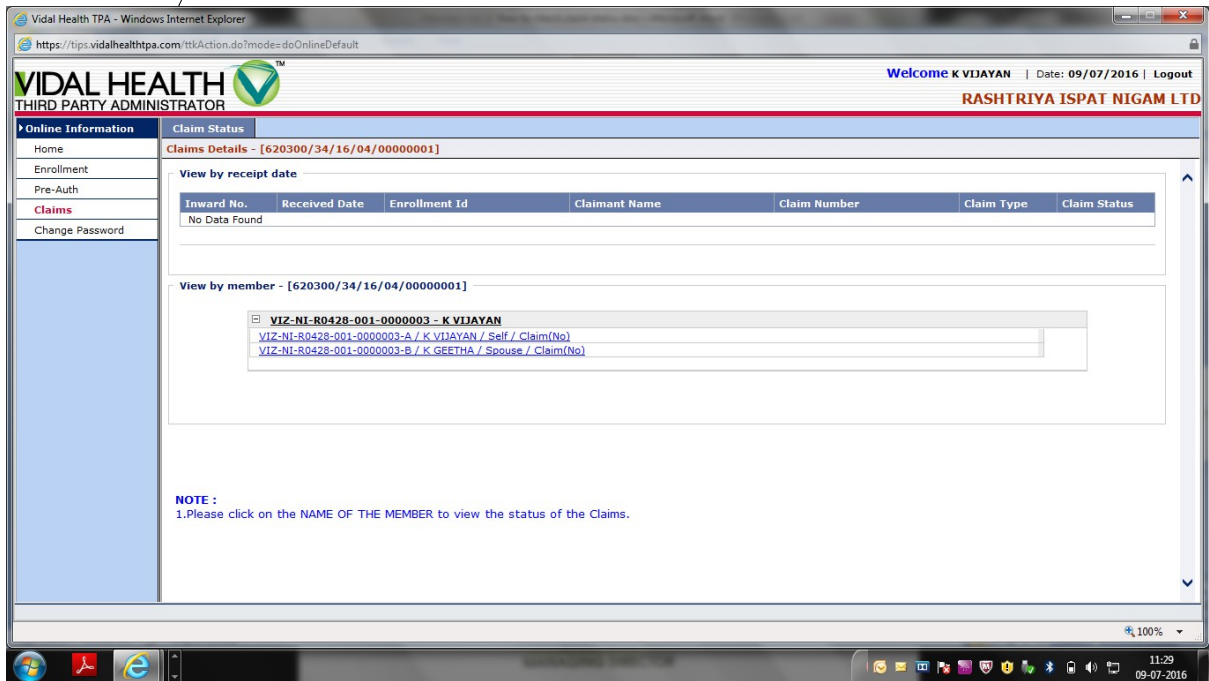 Vidal Health TPA - Windows Internet Explorer
https://tips.vidalhealthtpa.com/ttkAction.do?mode=doOnlineDefault
VIDAL HEALTH TM
THIRD PARTY ADMINISTRATOR
Welcome K VIJAYAN | Date: 09/07/2016 | Logout
RASHTRIYA ISPAT NIGAM LTD
Online Information
Home
Enrollment
Pre-Auth
Claims
Change Password
Claim Status
Claims Details - [620300/34/16/04/00000001]
View by receipt date
Inward No. Received Date Enrollment Id Claimant Name Claim Number Claim Type Claim Status
No Data Found
View by member - [620300/34/16/04/00000001]
VIZ-NI-R0428-001-0000003 - K VIJAYAN
VIZ-NI-R0428-001-0000003-A / K VIJAYAN / Self / Claim(No)
VIZ-NI-R0428-001-0000003-B / K GEETHA / Spouse / Claim(No)
NOTE :
1.Please click on the NAME OF THE MEMBER to view the status of the Claims.
100%
11:29
09-07-2016